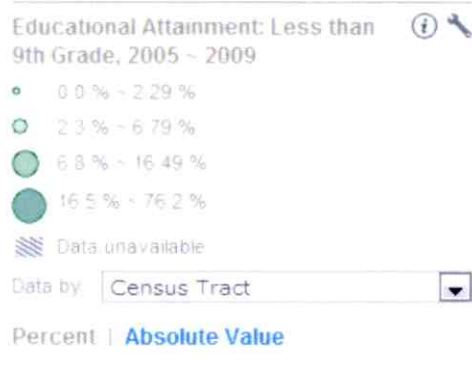 Educational Attainment: Less than
9th Grade, 2005 ~ 2009
0.0 % ~ 2.29 %
2.3 % ~ 6.79 %
6.8 % ~ 16.49 %
16.5 % ~ 76.2 %
Data unavailable
Data by Census Tract
Percent | Absolute Value